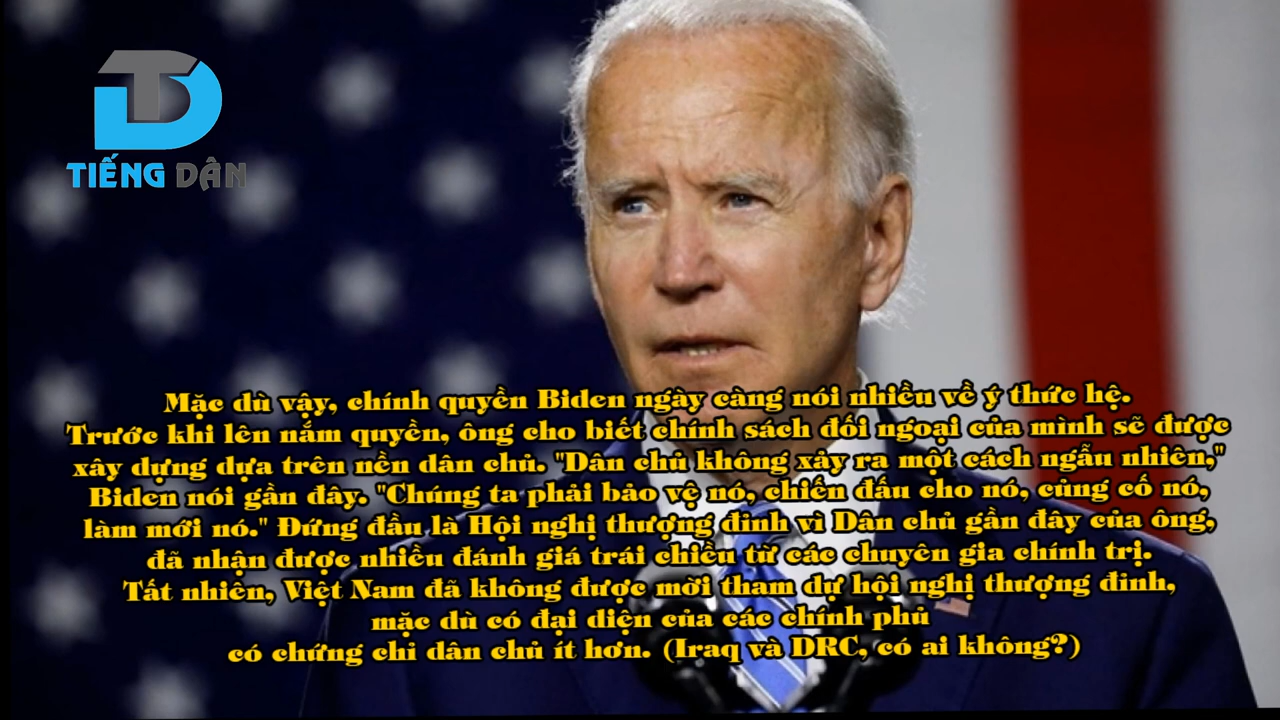 TD
TIẾNG DÂN
Mặc dù vậy, chính quyền Biden ngày càng nói nhiều về ý thức hệ.
Trước khi lên nắm quyền, ông cho biết chính sách đối ngoại của mình sẽ được
xây dựng dựa trên nền dân chủ. "Dân chủ không xảy ra một cách ngẫu nhiên,"
Biden nói gần đây. "Chúng ta phải bảo vệ nó, chiến đấu cho nó, củng cố nó,
làm mới nó." Đứng đầu là Hội nghị thượng đỉnh vì Dân chủ gần đây của ông,
đã nhận được nhiều đánh giá trái chiều từ các chuyên gia chính trị.
Tất nhiên, Việt Nam đã không được mời tham dự hội nghị thượng đỉnh,
mặc dù có đại diện của các chính phủ
có chứng chỉ dân chủ ít hơn. (Iraq và DRC, có ai không?)